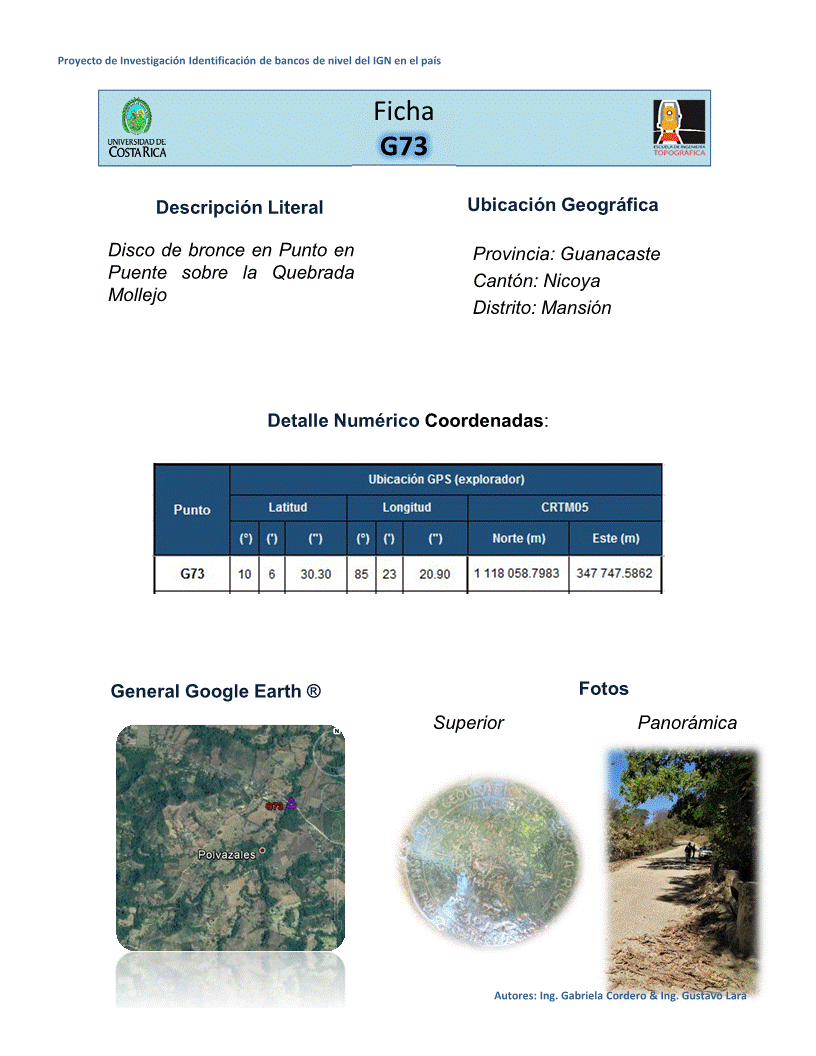 Proyecto de Investigación Identificación de bancos de nivel del IGN en el país
Ficha
G73
UNIVERSIDAD DE
COSTA RICA
ESCUELA DE INGENIERÍA
TOPOGRÁFICA
Descripción Literal
Disco de bronce en Punto en
Puente sobre la Quebrada
Mollejo
Ubicación Geográfica
Provincia: Guanacaste
Cantón: Nicoya
Distrito: Mansión
Detalle Numérico Coordenadas:
Punto
Ubicación GPS (explorador)
Latitud Longitud CRTM05
(°) (') (") (°) (') (") Norte (m) Este (m)
G73 10 6 30.30 85 23 20.90 1 118 058.7983 347 747.5862
General Google Earth ®
N
G73
Polvazales
Fotos
Superior Panorámica
Autores: Ing. Gabriela Cordero & Ing. Gustavo Lara